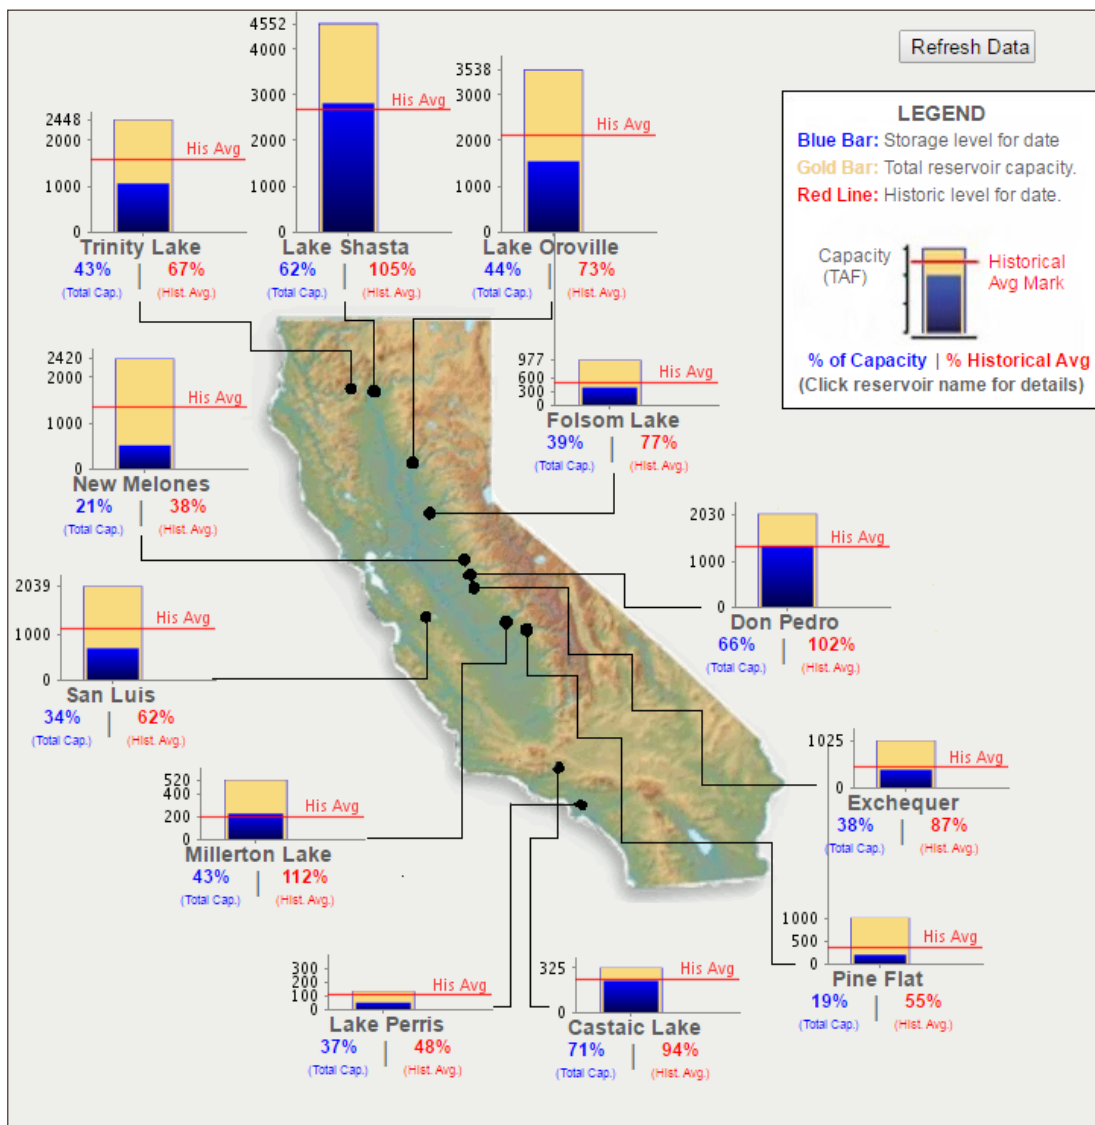 Refresh Data
LEGEND
Blue Bar: Storage level for date
Gold Bar: Total reservoir capacity.
Red Line: Historic level for date.
Capacity
(TAF)
Historical
Avg Mark
% of Capacity | % Historical Avg
(Click reservoir name for details)
2448
2000
1000
0
His Avg
Trinity Lake
43% | 67%
(Total Cap.) (Hist. Avg.)
4552
4000
3000
2000
1000
0
His Avg
Lake Shasta
62% | 105%
(Total Cap.) (Hist. Avg.)
3538
3000
2000
1000
0
His Avg
Lake Oroville
44% | 73%
(Total Cap.) (Hist. Avg.)
2420
2000
1000
0
His Avg
New Melones
21% | 38%
(Total Cap.) (Hist. Avg.)
977
600
300
0
His Avg
Folsom Lake
39% | 77%
(Total Cap.) (Hist. Avg.)
2030
1000
0
His Avg
Don Pedro
66% | 102%
(Total Cap.) (Hist. Avg.)
2039
1000
0
His Avg
San Luis
34% | 62%
(Total Cap.) (Hist. Avg.)
1025
0
His Avg
Exchequer
38% | 87%
(Total Cap.) (Hist. Avg.)
520
400
200
0
His Avg
Millerton Lake
43% | 112%
(Total Cap.) (Hist. Avg.)
1000
500
0
His Avg
Pine Flat
19% | 55%
(Total Cap.) (Hist. Avg.)
300
200
100
0
His Avg
Lake Perris
37% | 48%
(Total Cap.) (Hist. Avg.)
325
0
His Avg
Castaic Lake
71% | 94%
(Total Cap.) (Hist. Avg.)